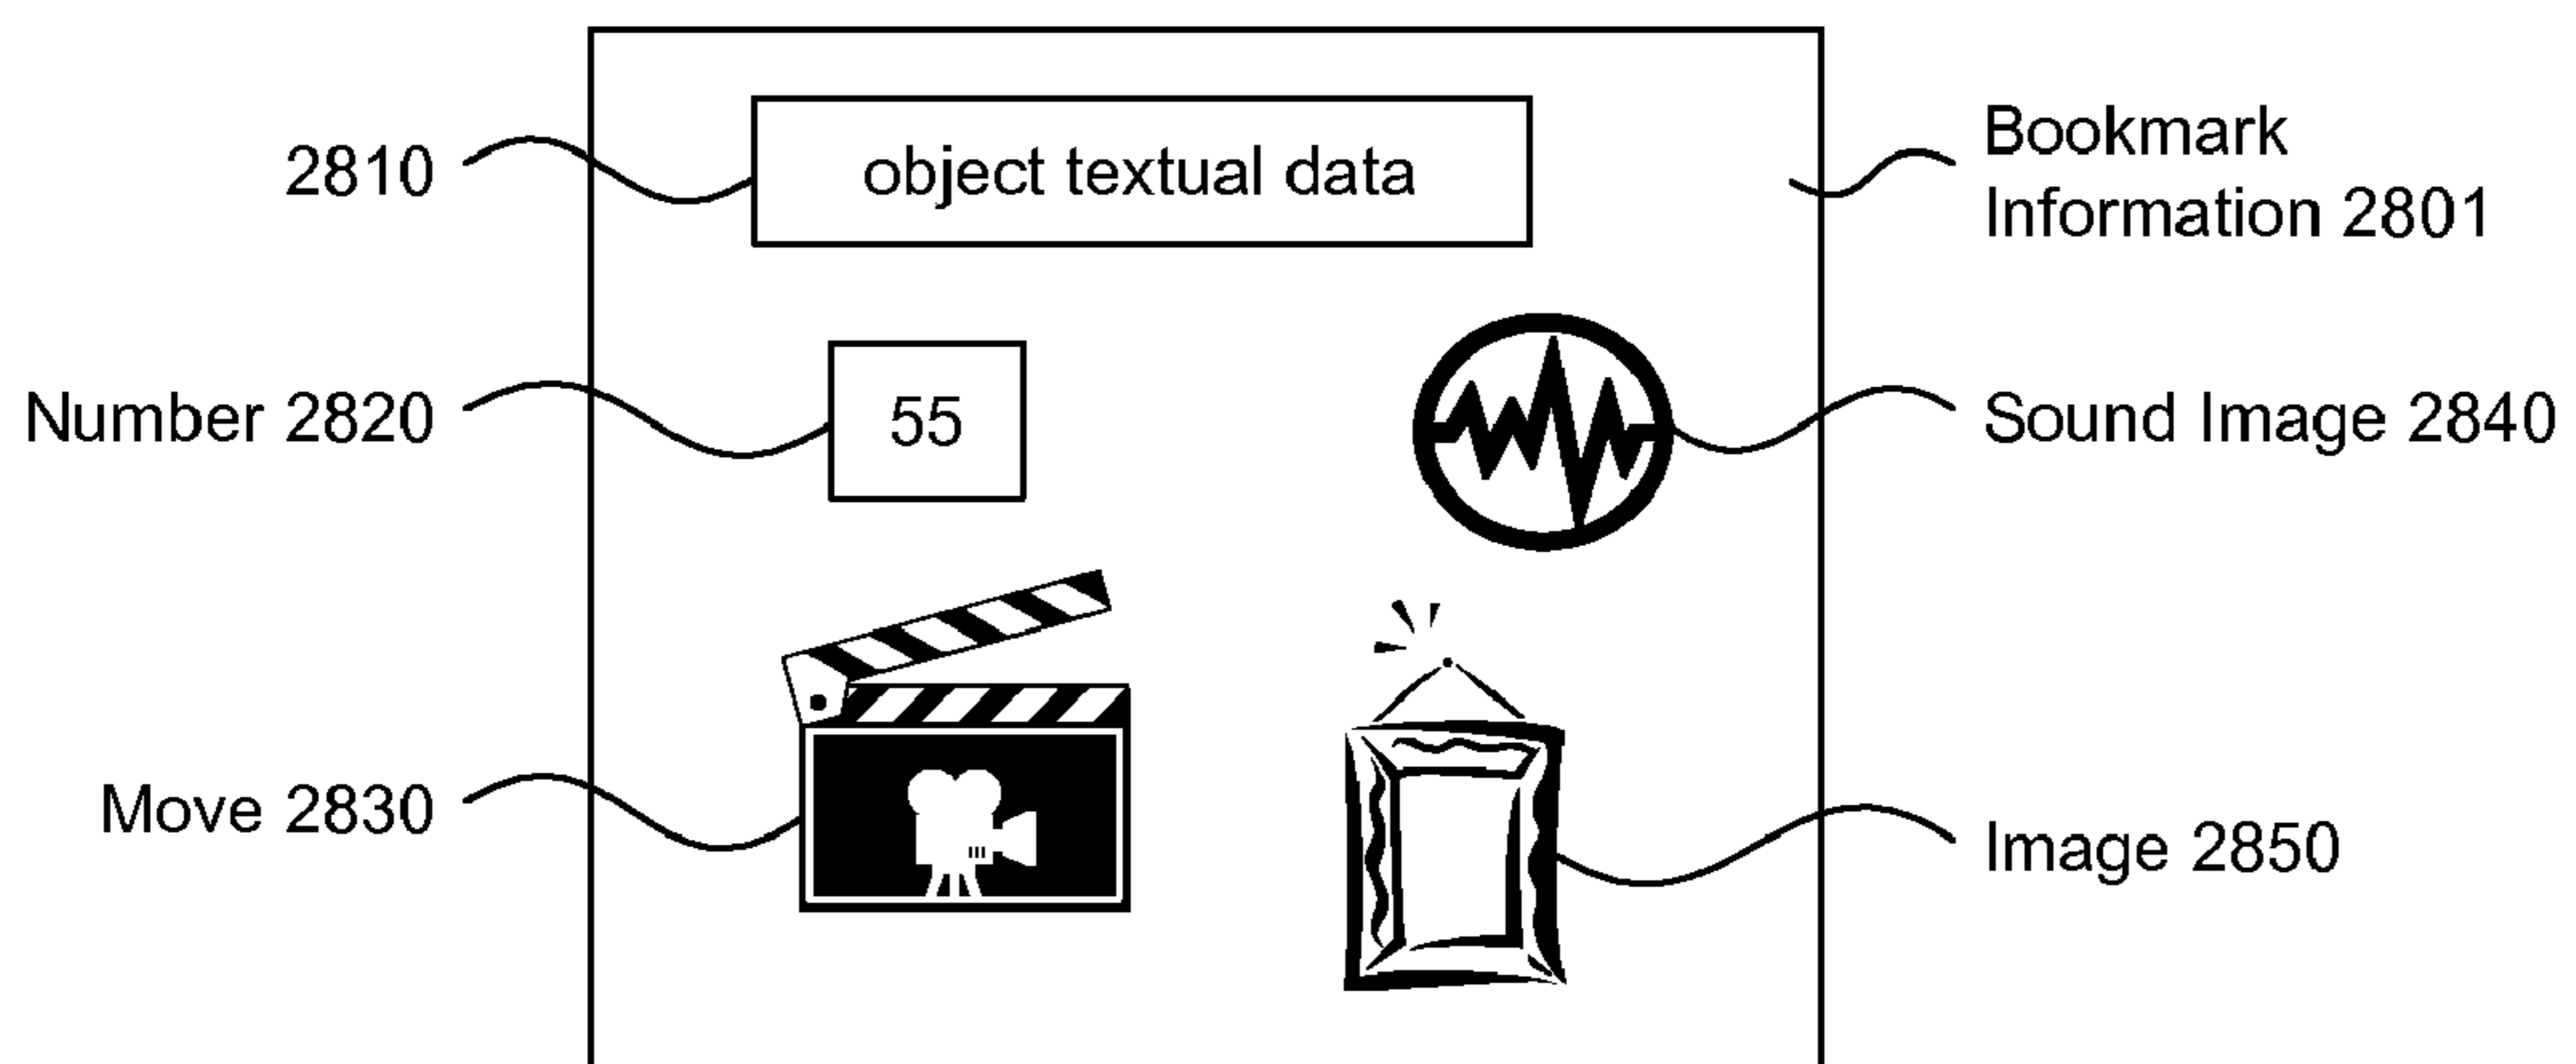 2810
object textual data
Bookmark
Information 2801
Number 2820
55
Sound Image 2840
Move 2830
Image 2850